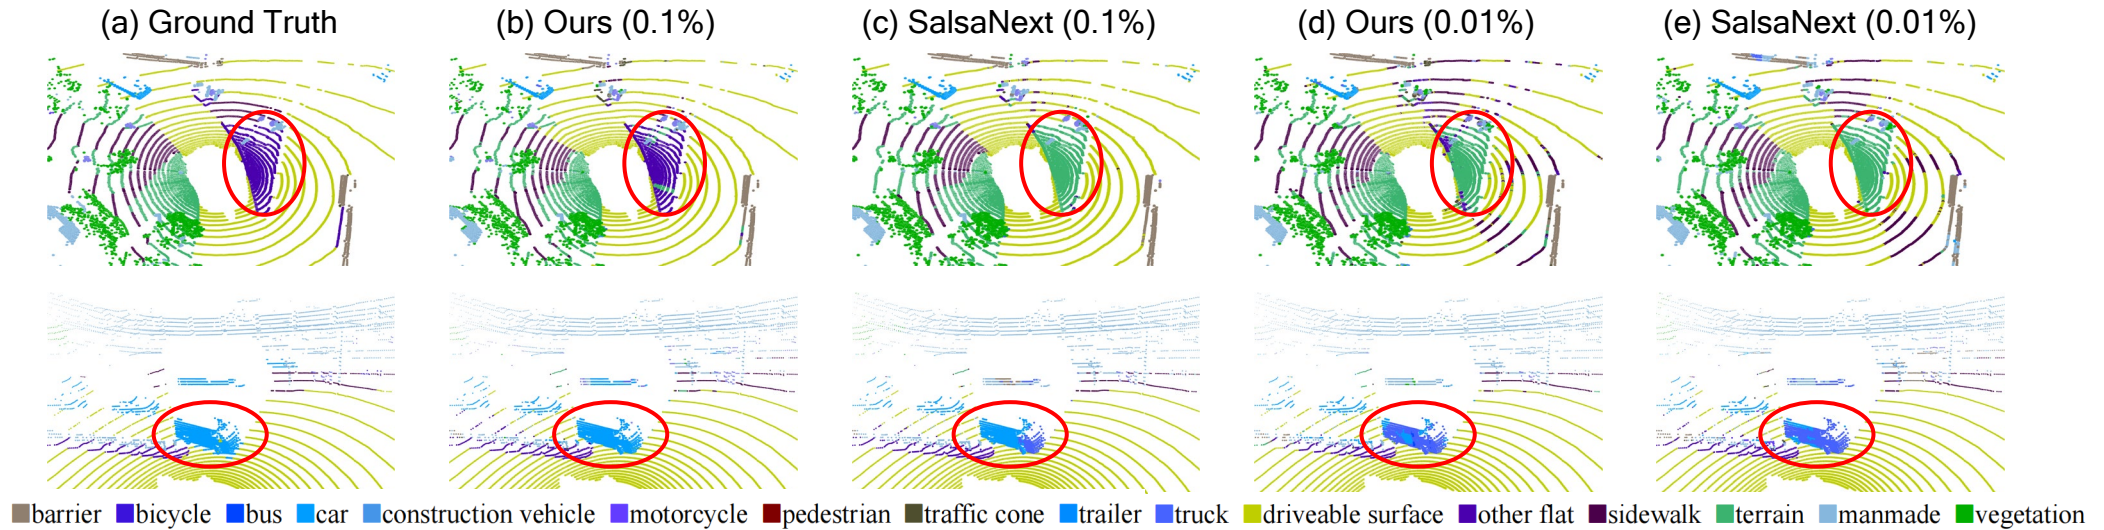 (a) Ground Truth (b) Ours (0.1%) (c) SalsaNext (0.1%) (d) Ours (0.01%) (e) SalsaNext (0.01%)
barrier bicycle bus car construction vehicle motorcycle pedestrian traffic cone trailer truck driveable surface other flat sidewalk terrain manmade vegetation